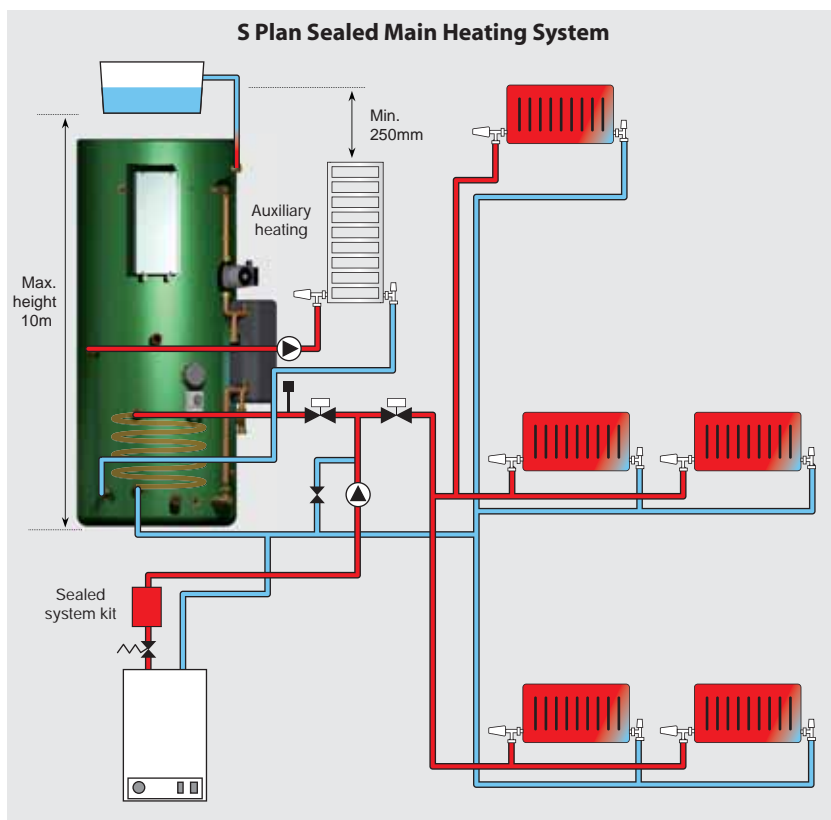 S Plan Sealed Main Heating System
Min.
250mm
Auxiliary
heating
Max.
height
10m
Sealed
system kit